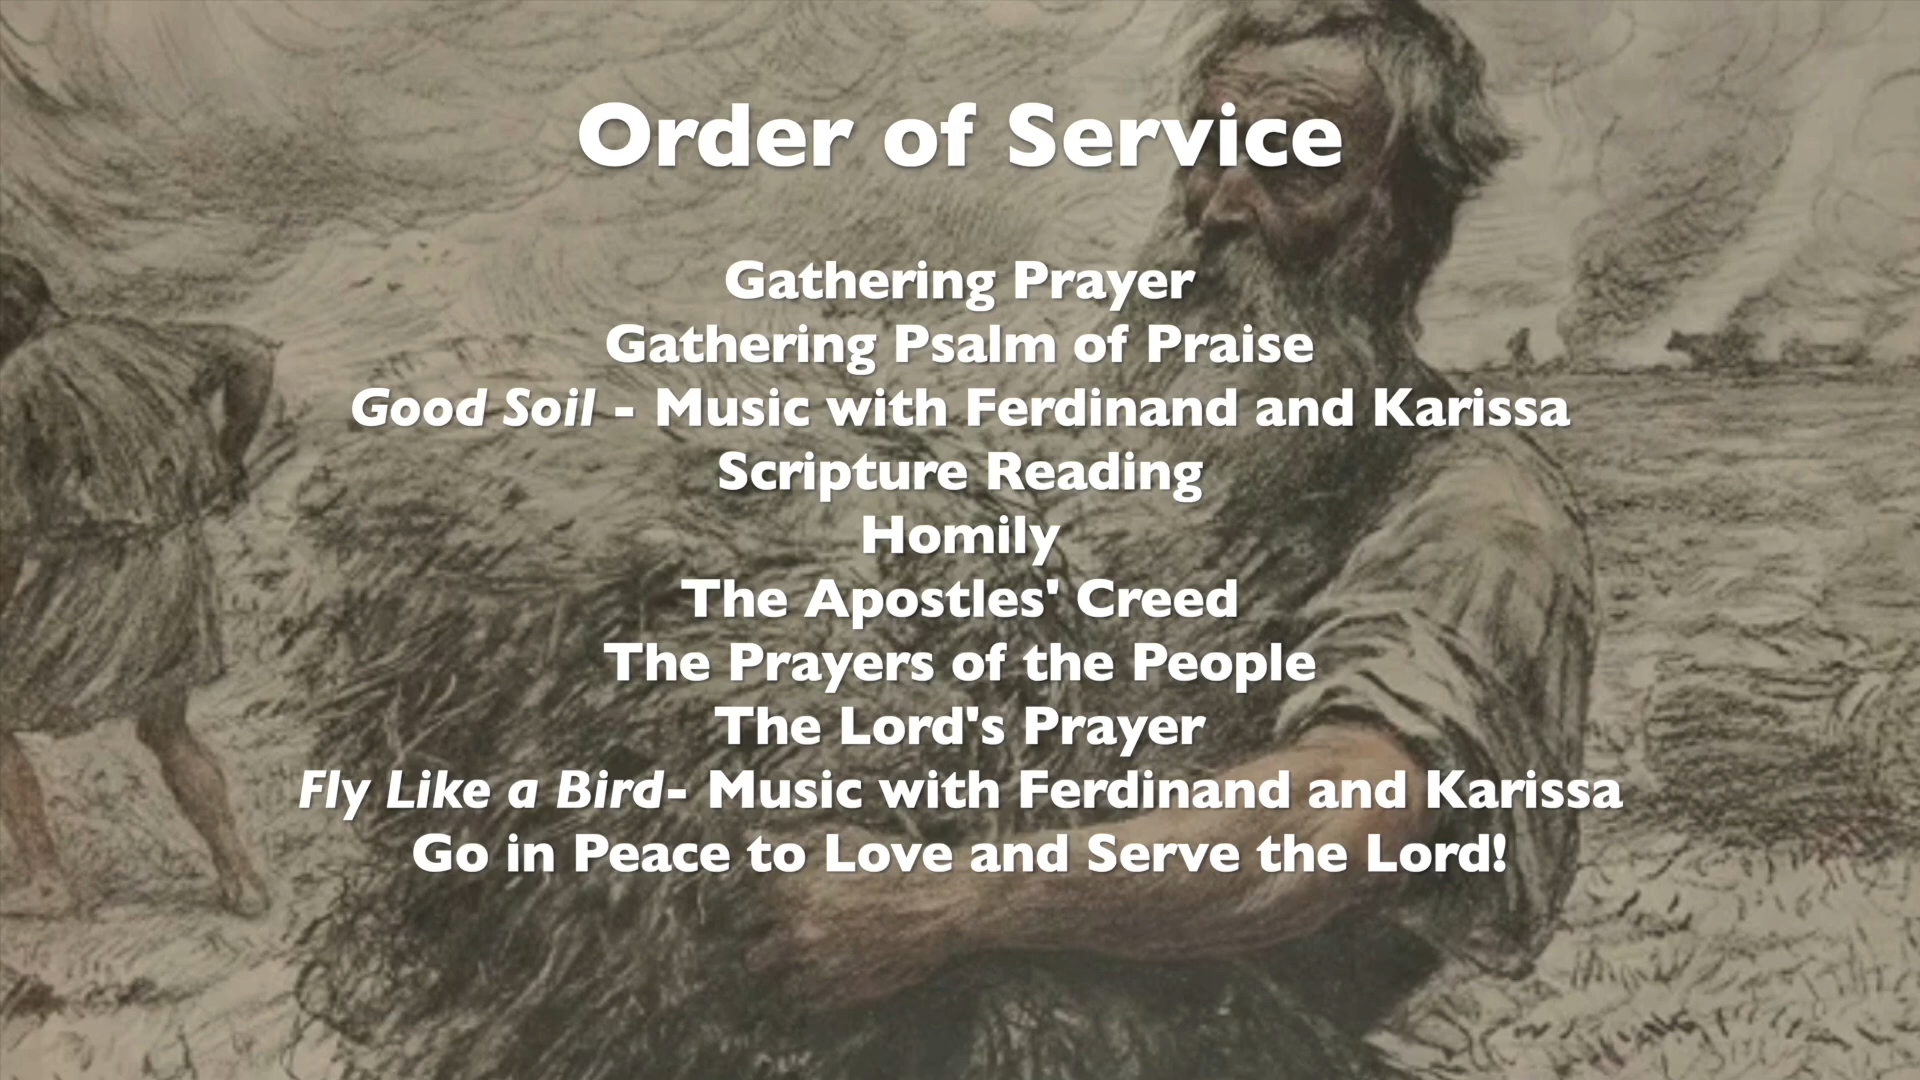 Order of Service
Gathering Prayer
Gathering Psalm of Praise
Good Soil - Music with Ferdinand and Karissa
Scripture Reading
Homily
The Apostles' Creed
The Prayers of the People
The Lord's Prayer
Fly Like a Bird- Music with Ferdinand and Karissa
Go in Peace to Love and Serve the Lord!